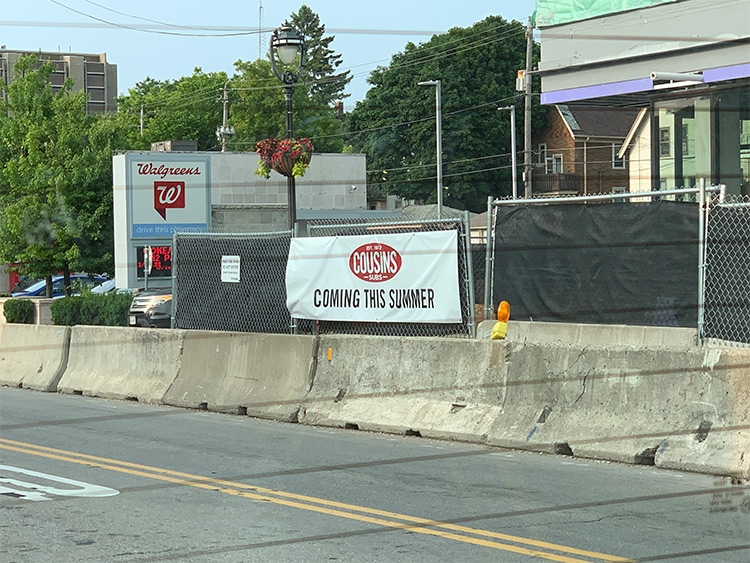 Walgreens
W
drive thru pharmacy
EST. 1972
COUSINS
SUBS
COMING THIS SUMMER